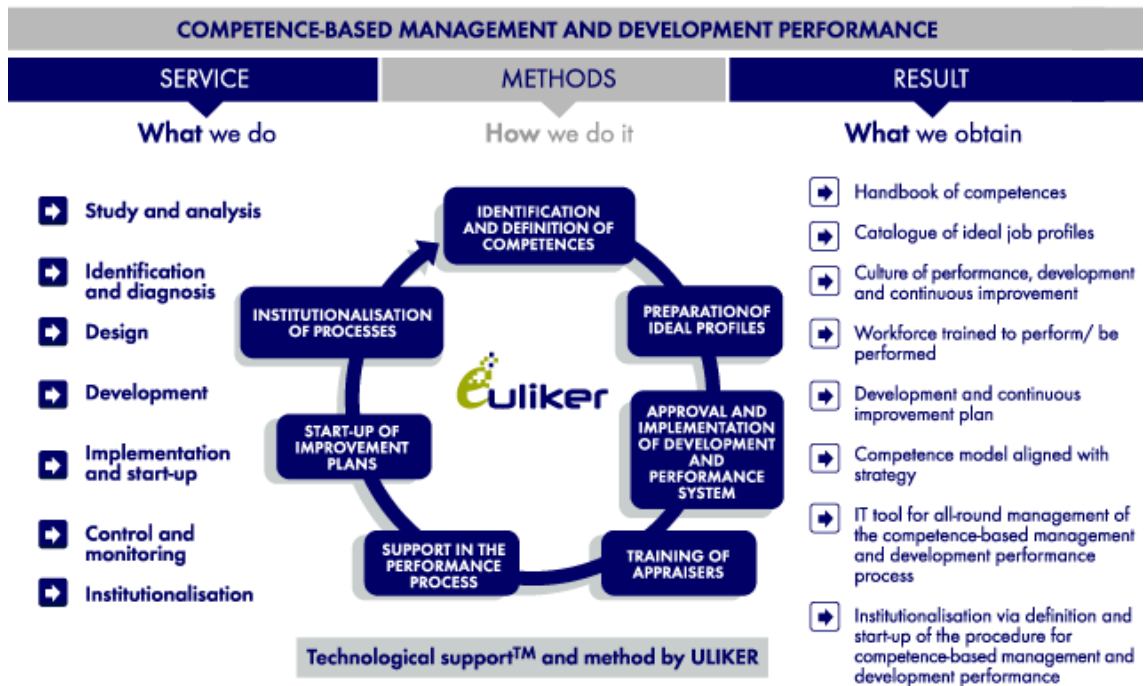 COMPETENCE-BASED MANAGEMENT AND DEVELOPMENT PERFORMANCE
SERVICE
METHODS
RESULT
What we do
How we do it
What we obtain
Study and analysis
Identification
and diagnosis
Design
Development
Implementation
and start-up
Control and
monitoring
Institutionalisation
IDENTIFICATION
AND DEFINITION OF
COMPETENCES
PREPARATIONOF
IDEAL PROFILES
APPROVAL AND
IMPLEMENTATION
OF DEVELOPMENT
AND
PERFORMANCE
SYSTEM
TRAINING OF
APPRAISERS
SUPPORT IN THE
PERFORMANCE
PROCESS
START-UP OF
IMPROVEMENT
PLANS
INSTITUTIONALISATION
OF PROCESSES
euliker
Technological support™ and method by ULIKER
Handbook of competences
Catalogue of ideal job profiles
Culture of performance, development
and continuous improvement
Workforce trained to perform/ be
performed
Development and continuous
improvement plan
Competence model aligned with
strategy
IT tool for all-round management of
the competence-based management
and development performance
process
Institutionalisation via definition and
start-up of the procedure for
competence-based management and
development performance